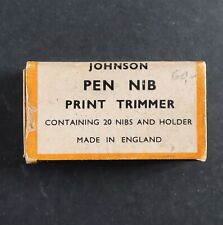 JOHNSON
PEN NIB
PRINT TRIMMER
CONTAINING 20 NIBS AND HOLDER
MADE IN ENGLAND